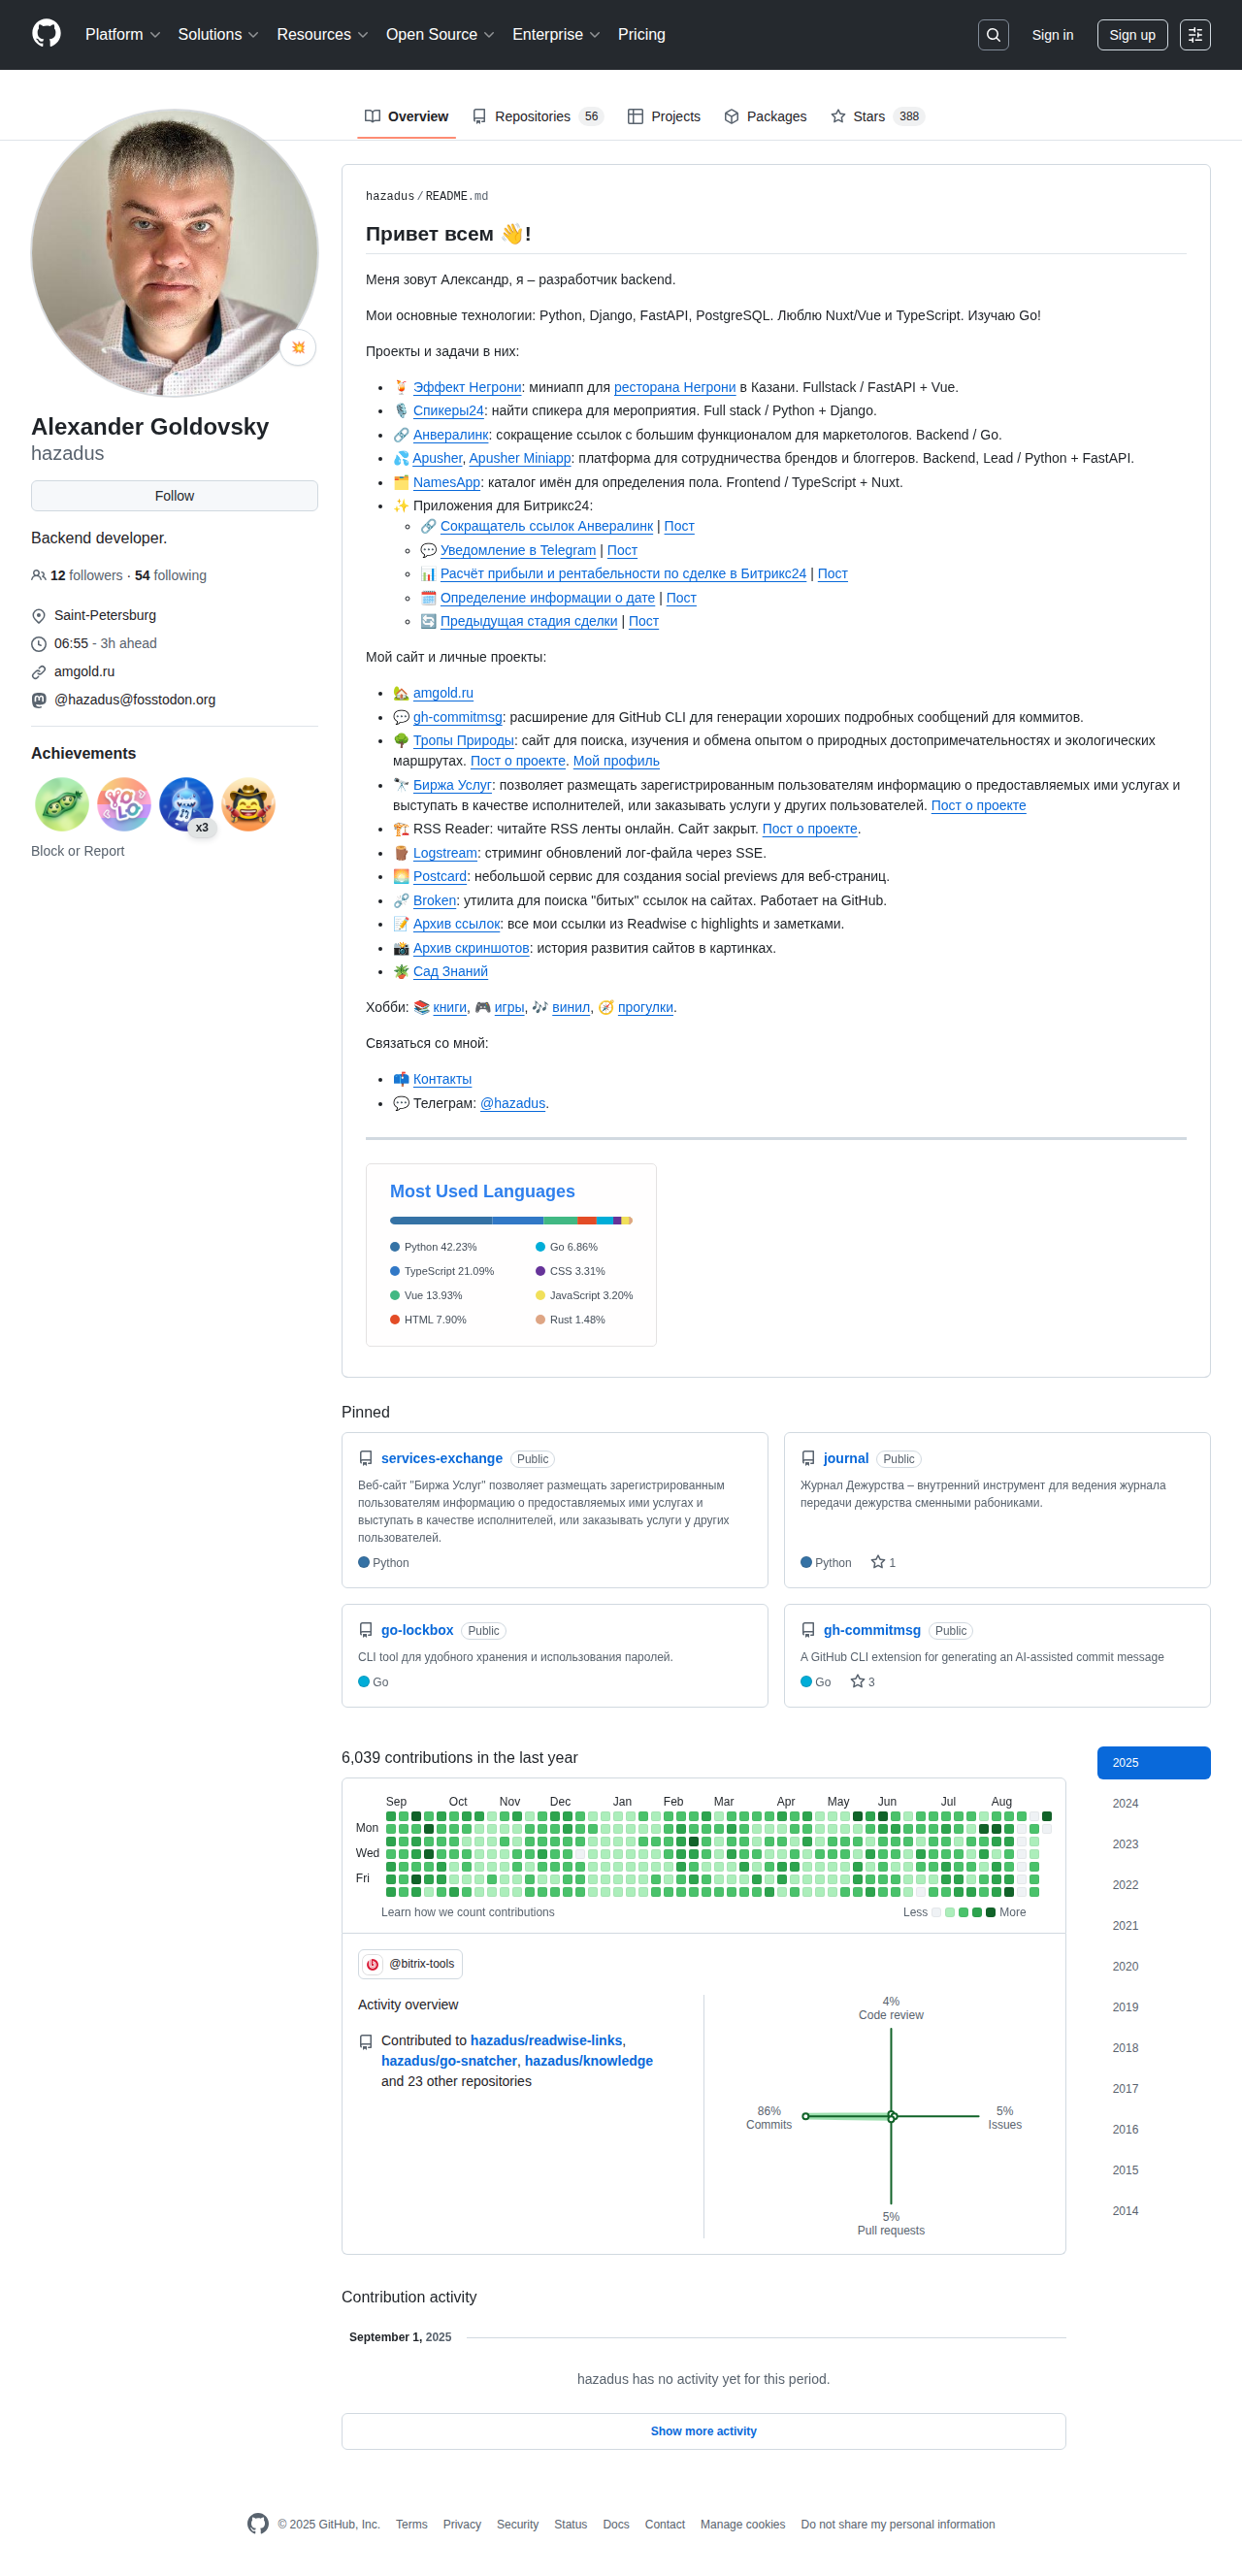 Platform Solutions Resources Open Source Enterprise Pricing Sign in Sign up
Overview Repositories 56 Projects Packages Stars 388
Alexander Goldovsky
hazadus
Follow
Backend developer.
12 followers · 54 following
Saint-Petersburg
06:55 - 3h ahead
amgold.ru
@hazadus@fosstodon.org
Achievements
YOLO
x3
Block or Report
hazadus / README.md
Привет всем 👋!
Меня зовут Александр, я – разработчик backend.
Мои основные технологии: Python, Django, FastAPI, PostgreSQL. Люблю Nuxt/Vue и TypeScript. Изучаю Go!
Проекты и задачи в них:
🍹 Эффект Негрони: миниапп для ресторана Негрони в Казани. Fullstack / FastAPI + Vue.
🎙️ Спикеры24: найти спикера для мероприятия. Full stack / Python + Django.
🔗 Анвералинк: сокращение ссылок с большим функционалом для маркетологов. Backend / Go.
💦 Apusher, Apusher Miniapp: платформа для сотрудничества брендов и блоггеров. Backend, Lead / Python + FastAPI.
🗂️ NamesApp: каталог имён для определения пола. Frontend / TypeScript + Nuxt.
✨ Приложения для Битрикс24:
🔗 Сокращатель ссылок Анвералинк | Пост
💬 Уведомление в Telegram | Пост
📊 Расчёт прибыли и рентабельности по сделке в Битрикс24 | Пост
🗓️ Определение информации о дате | Пост
🔄 Предыдущая стадия сделки | Пост
Мой сайт и личные проекты:
🏡 amgold.ru
💬 gh-commitmsg: расширение для GitHub CLI для генерации хороших подробных сообщений для коммитов.
🌳 Тропы Природы: сайт для поиска, изучения и обмена опытом о природных достопримечательностях и экологических
маршрутах. Пост о проекте. Мой профиль
🔭 Биржа Услуг: позволяет размещать зарегистрированным пользователям информацию о предоставляемых ими услугах и
выступать в качестве исполнителей, или заказывать услуги у других пользователей. Пост о проекте
🏗️ RSS Reader: читайте RSS ленты онлайн. Сайт закрыт. Пост о проекте.
🪵 Logstream: стриминг обновлений лог-файла через SSE.
🌅 Postcard: небольшой сервис для создания social previews для веб-страниц.
🔗 Broken: утилита для поиска "битых" ссылок на сайтах. Работает на GitHub.
📝 Архив ссылок: все мои ссылки из Readwise с highlights и заметками.
📸 Архив скриншотов: история развития сайтов в картинках.
🪴 Сад Знаний
Хобби: 📚 книги, 🎮 игры, 🎶 винил, 🧭 прогулки.
Связаться со мной:
📫 Контакты
💬 Телеграм: @hazadus.
Most Used Languages
Python 42.23% Go 6.86%
TypeScript 21.09% CSS 3.31%
Vue 13.93% JavaScript 3.20%
HTML 7.90% Rust 1.48%
Pinned
services-exchange Public
Веб-сайт "Биржа Услуг" позволяет размещать зарегистрированным
пользователям информацию о предоставляемых ими услугах и
выступать в качестве исполнителей, или заказывать услуги у других
пользователей.
Python
journal Public
Журнал Дежурства – внутренний инструмент для ведения журнала
передачи дежурства сменными рабониками.
Python 1
go-lockbox Public
CLI tool для удобного хранения и использования паролей.
Go
gh-commitmsg Public
A GitHub CLI extension for generating an AI-assisted commit message
Go 3
6,039 contributions in the last year
Sep Oct Nov Dec Jan Feb Mar Apr May Jun Jul Aug
Mon
Wed
Fri
Learn how we count contributions Less More
@bitrix-tools
Activity overview
Contributed to hazadus/readwise-links,
hazadus/go-snatcher, hazadus/knowledge
and 23 other repositories
4%
Code review
86%
Commits
5%
Issues
5%
Pull requests
2025
2024
2023
2022
2021
2020
2019
2018
2017
2016
2015
2014
Contribution activity
September 1, 2025
hazadus has no activity yet for this period.
Show more activity
© 2025 GitHub, Inc. Terms Privacy Security Status Docs Contact Manage cookies Do not share my personal information